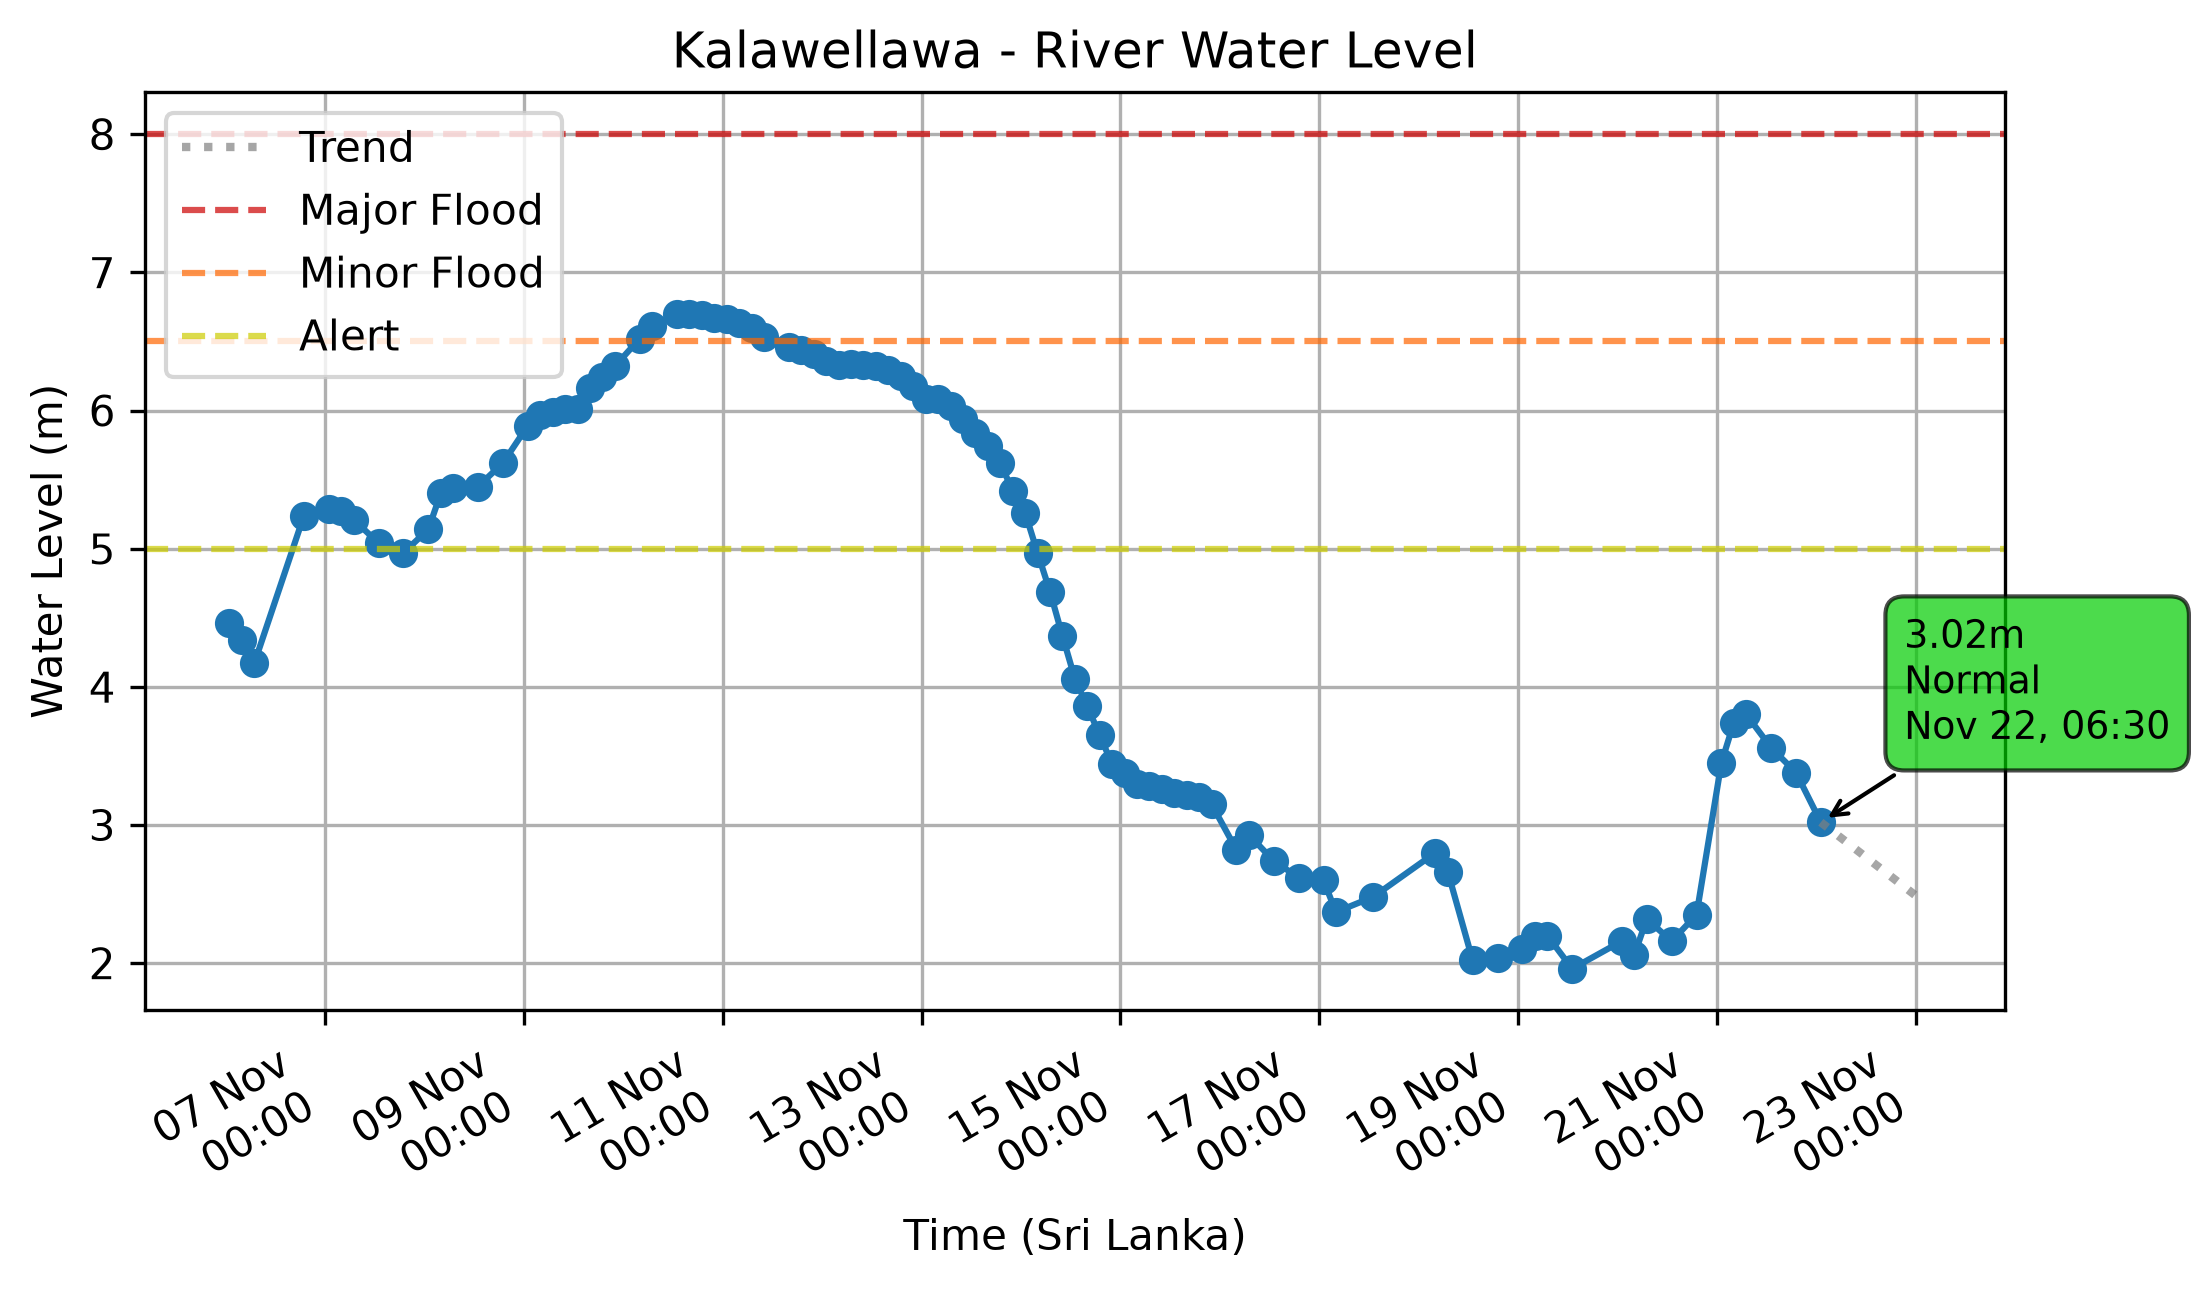 Kalawellawa - River Water Level
Trend
Major Flood
Minor Flood
Alert
8
7
6
5
4
3
2
Water Level (m)
3.02m
Normal
Nov 22, 06:30
07 Nov
00:00
09 Nov
00:00
11 Nov
00:00
13 Nov
00:00
15 Nov
00:00
17 Nov
00:00
19 Nov
00:00
21 Nov
00:00
23 Nov
00:00
Time (Sri Lanka)